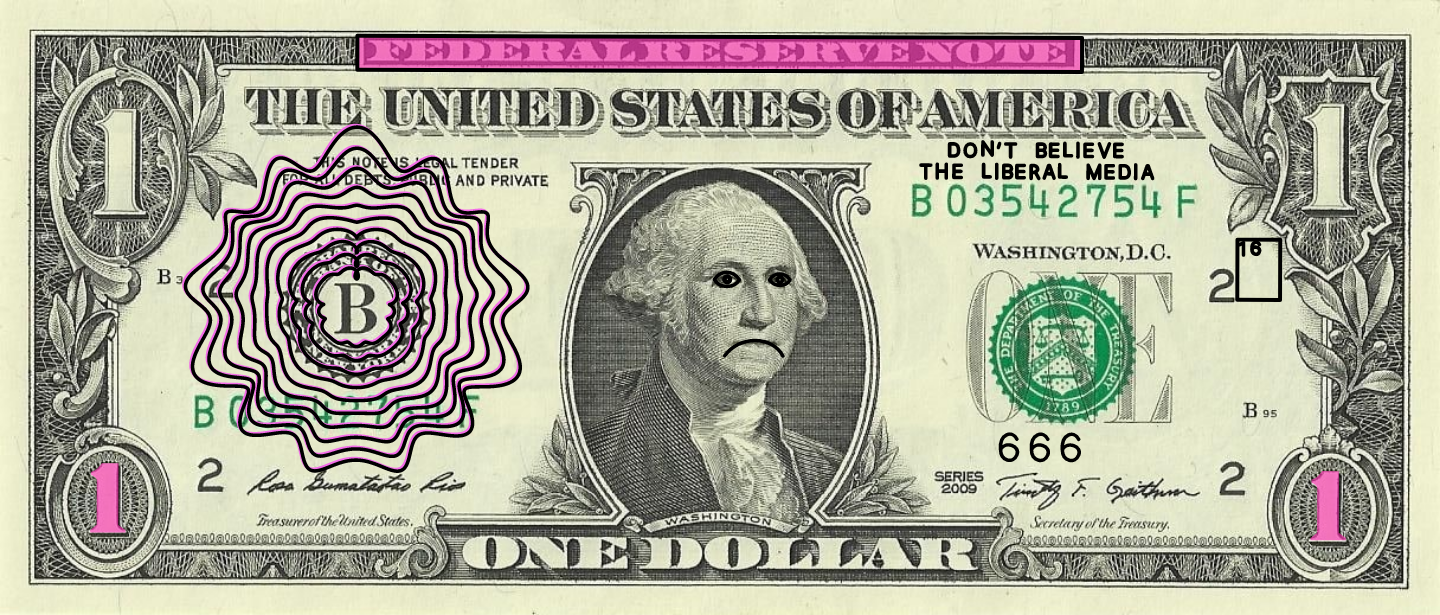 FEDERAL RESERVE NOTE
THE UNITED STATES OF AMERICA
THIS NOTE IS LEGAL TENDER
FOR ALL DEBTS, PUBLIC AND PRIVATE
DON'T BELIEVE
THE LIBERAL MEDIA
B 03542754 F
WASHINGTON, D.C.
1
1
B
2
16
2
B
ONE
THE DEPARTMENT OF THE TREASURY
1789
B 03542754 F
B 95
666
2
Rosa Gumataotao Rios
SERIES
2009
Timothy F. Geithner
2
Treasurer of the United States.
WASHINGTON
Secretary of the Treasury.
1
1
ONE DOLLAR